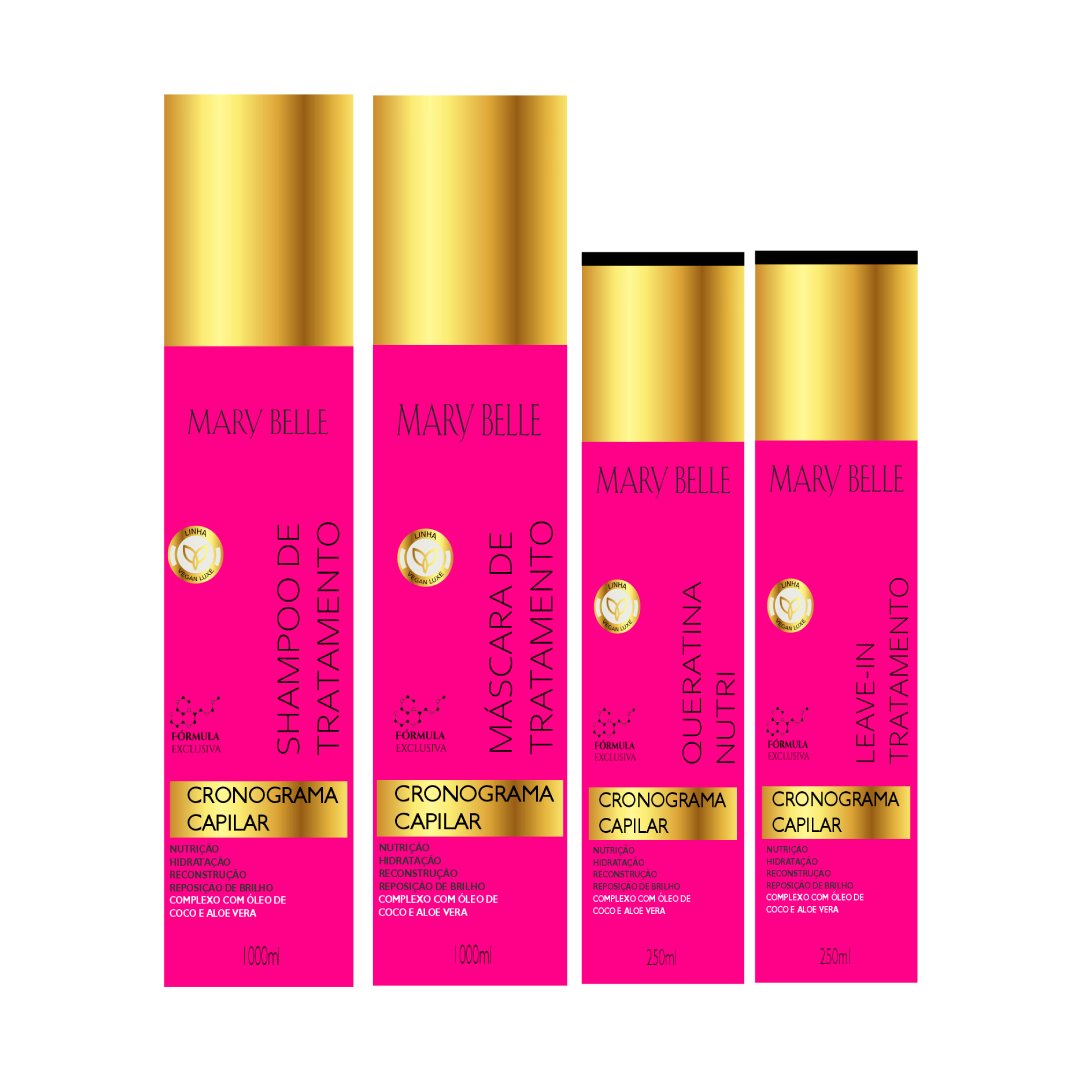 MARY BELLE
LINHA
VEGAN LUXE
SHAMPOO DE
TRATAMENTO
FÓRMULA
EXCLUSIVA
CRONOGRAMA
CAPILAR
NUTRIÇÃO
HIDRATAÇÃO
RECONSTRUÇÃO
REPOSIÇÃO DE BRILHO
COMPLEXO COM ÓLEO DE
COCO E ALOE VERA
1000ml
MARY BELLE
LINHA
VEGAN LUXE
MÁSCARA DE
TRATAMENTO
FÓRMULA
EXCLUSIVA
CRONOGRAMA
CAPILAR
NUTRIÇÃO
HIDRATAÇÃO
RECONSTRUÇÃO
REPOSIÇÃO DE BRILHO
COMPLEXO COM ÓLEO DE
COCO E ALOE VERA
1000ml
MARY BELLE
LINHA
VEGAN LUXE
QUERATINA
NUTRI
FÓRMULA
EXCLUSIVA
CRONOGRAMA
CAPILAR
NUTRIÇÃO
HIDRATAÇÃO
RECONSTRUÇÃO
REPOSIÇÃO DE BRILHO
COMPLEXO COM ÓLEO DE
COCO E ALOE VERA
250ml
MARY BELLE
LINHA
VEGAN LUXE
LEAVE-IN
TRATAMENTO
FÓRMULA
EXCLUSIVA
CRONOGRAMA
CAPILAR
NUTRIÇÃO
HIDRATAÇÃO
RECONSTRUÇÃO
REPOSIÇÃO DE BRILHO
COMPLEXO COM ÓLEO DE
COCO E ALOE VERA
250ml